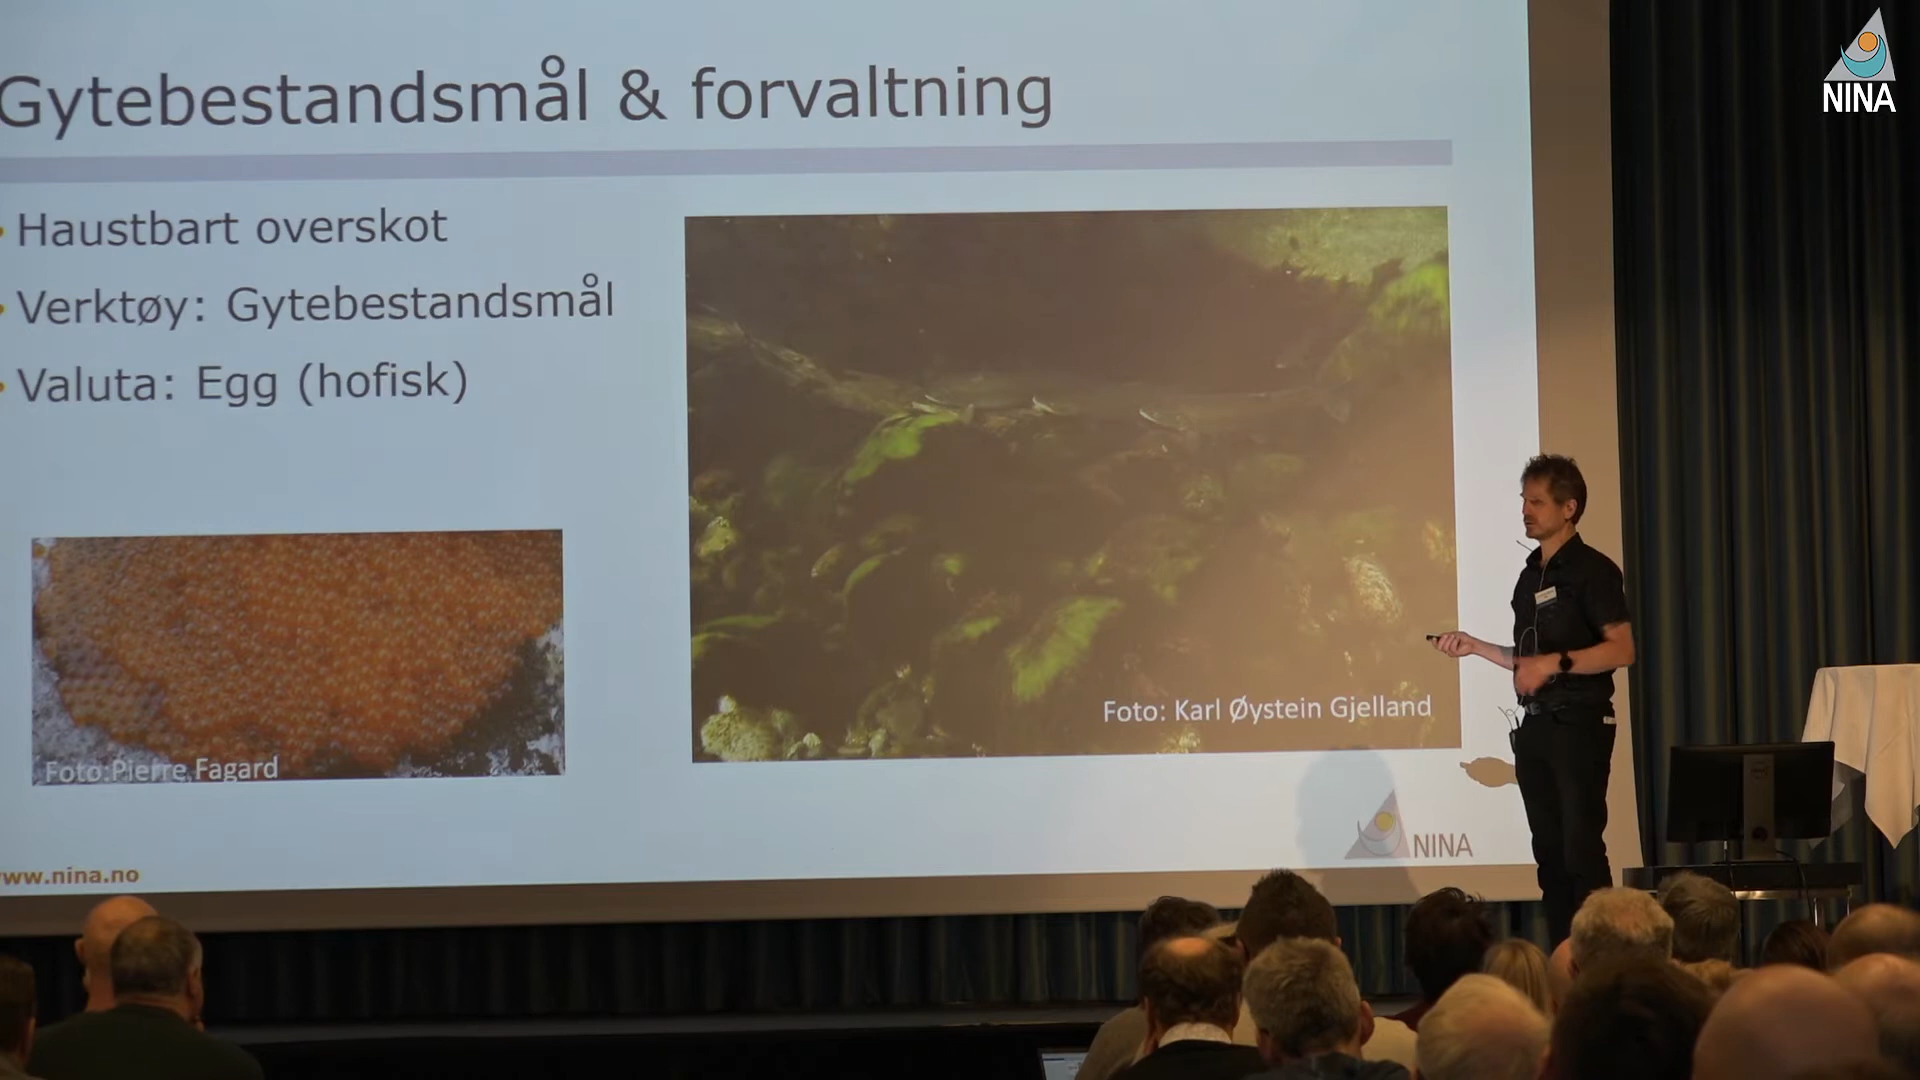 NINA
Gytebestandsmål & forvaltning
Haustbart overskot
Verktøy: Gytebestandsmål
Valuta: Egg (hofisk)
Foto: Karl Øystein Gjelland
Foto:Pierre Fagard
NINA
www.nina.no